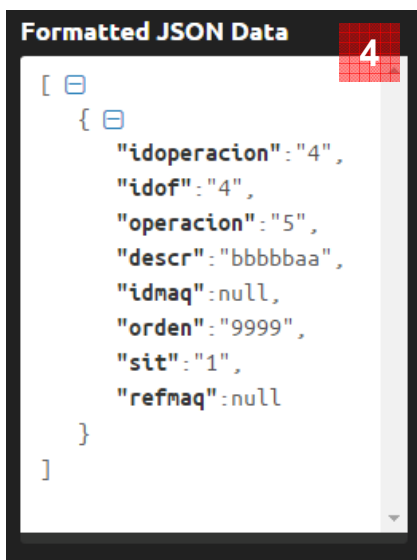 Formatted JSON Data
4
[
{
"idoperacion":"4",
"idof":"4",
"operacion":"5",
"descr":"bbbbbaa",
"idmaq":null,
"orden":"9999",
"sit":"1",
"refmaq":null
}
]